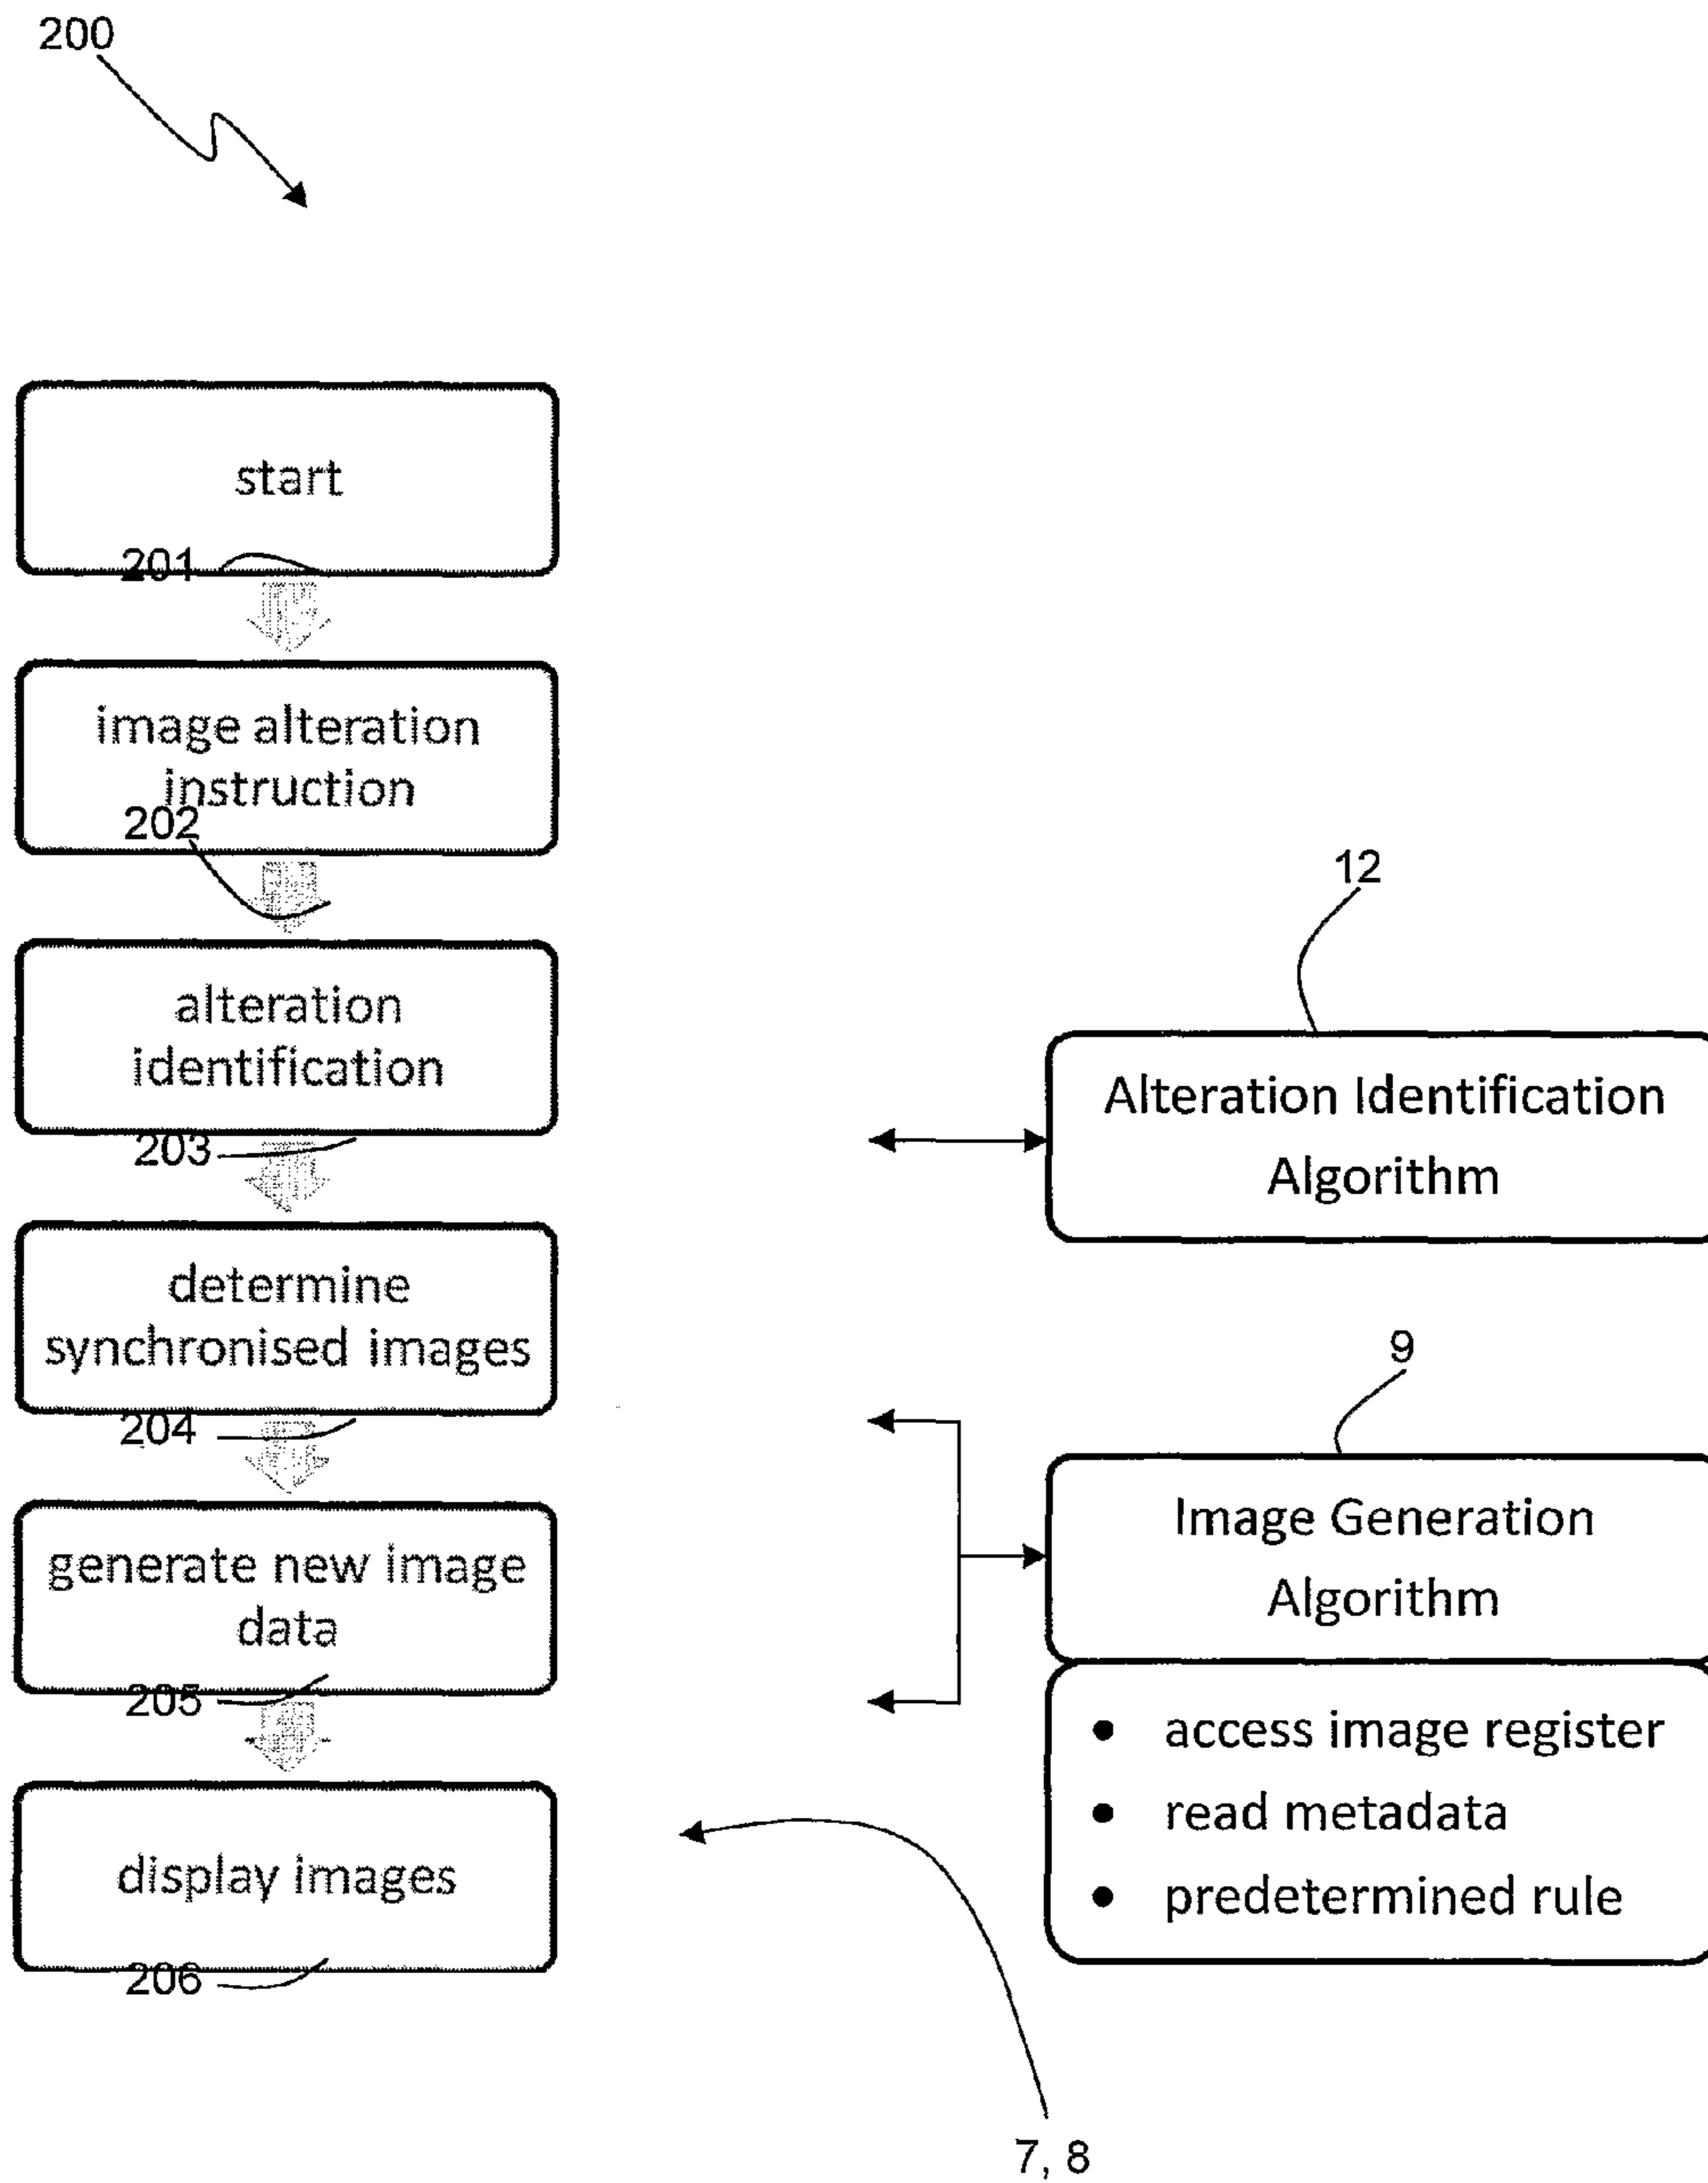 200
start
201
image alteration
instruction
202
alteration
identification
203
determine
synchronised images
204
generate new image
data
205
display images
206
12
Alteration Identification
Algorithm
9
Image Generation
Algorithm
• access image register
• read metadata
• predetermined rule
7, 8